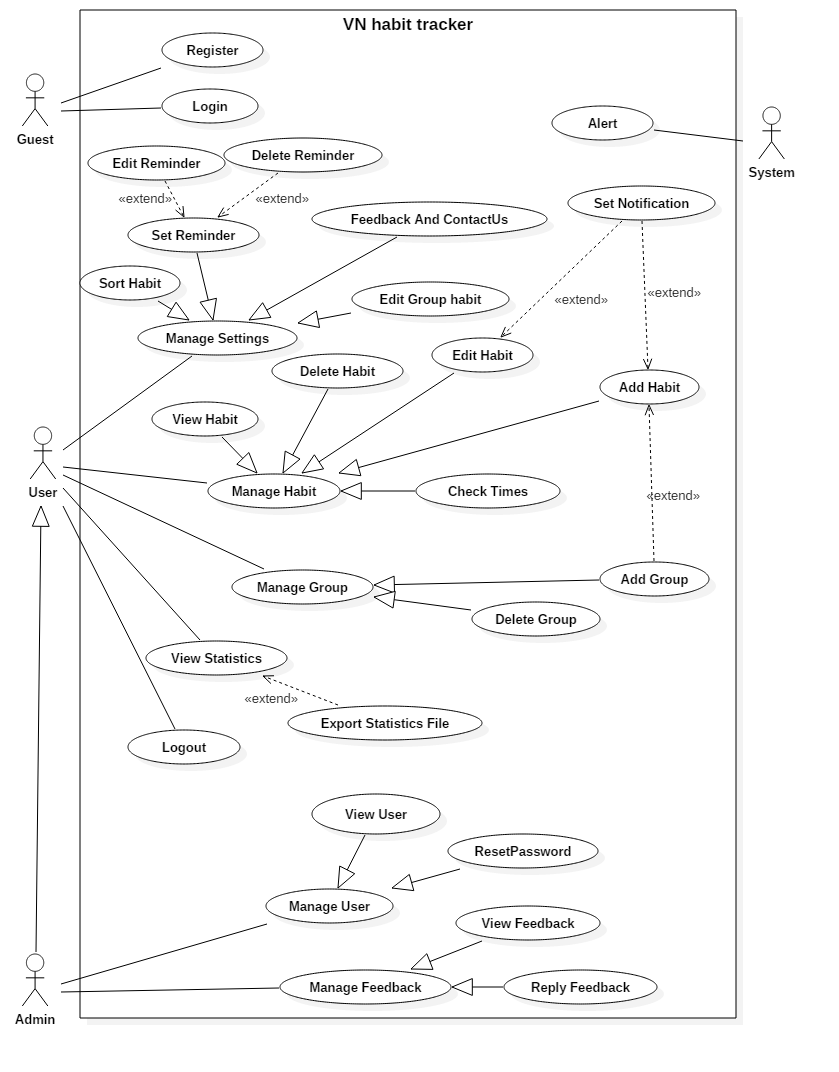 VN habit tracker
Register
Login
Guest
Alert
System
Edit Reminder
Delete Reminder
«extend»
«extend»
Set Reminder
Feedback And ContactUs
Set Notification
Sort Habit
Edit Group habit
«extend»
«extend»
Manage Settings
Edit Habit
Delete Habit
Add Habit
View Habit
User
Manage Habit
Check Times
«extend»
Manage Group
Add Group
Delete Group
View Statistics
«extend»
Export Statistics File
Logout
View User
ResetPassword
Manage User
View Feedback
Manage Feedback
Reply Feedback
Admin